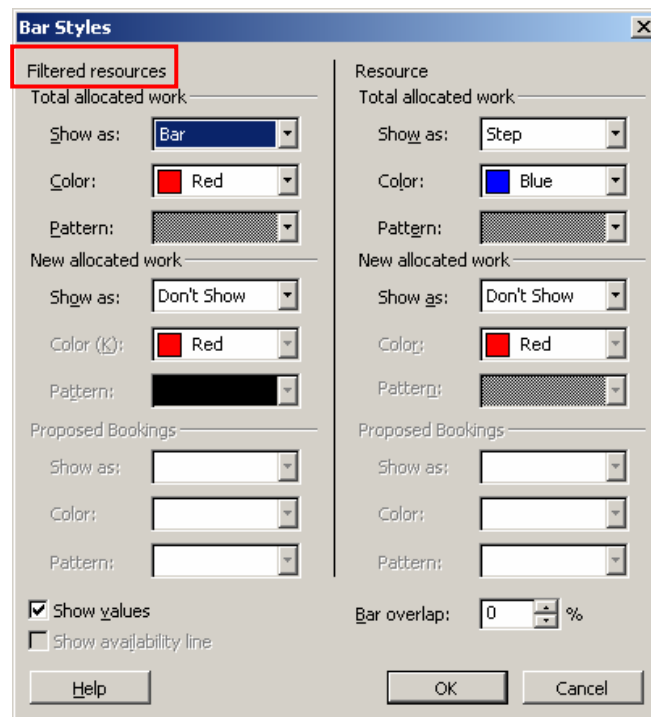 Bar Styles
Filtered resources
Total allocated work
Show as: Bar
Color: Red
Pattern:
New allocated work
Show as: Don't Show
Color (K): Red
Pattern:
Proposed Bookings
Show as:
Color:
Pattern:
Resource
Total allocated work
Show as: Step
Color: Blue
Pattern:
New allocated work
Show as: Don't Show
Color: Red
Pattern:
Proposed Bookings
Show as:
Color:
Pattern:
Show values
Show availability line
Bar overlap: 0 %
Help
OK
Cancel